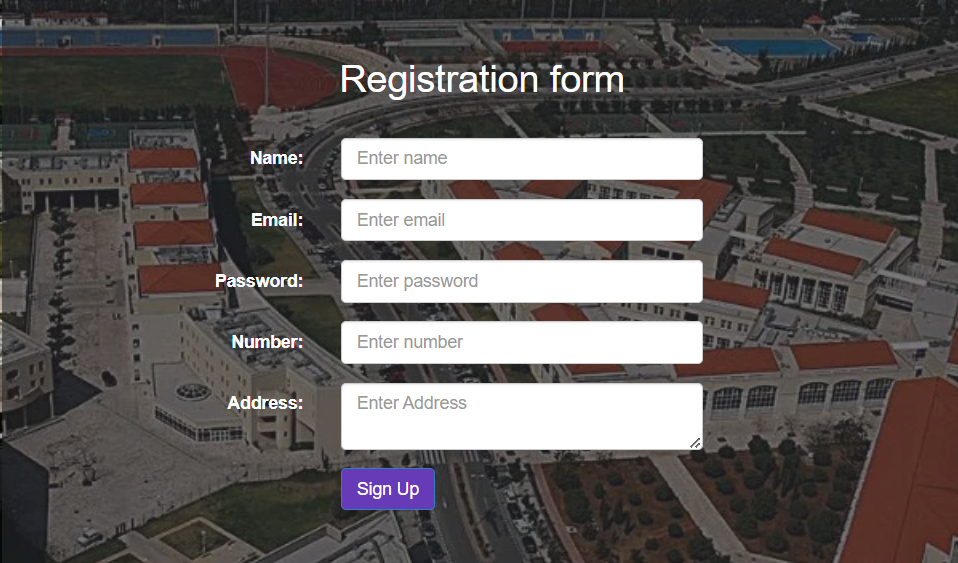 Registration form
Name: Enter name
Email: Enter email
Password: Enter password
Number: Enter number
Address: Enter Address
Sign Up